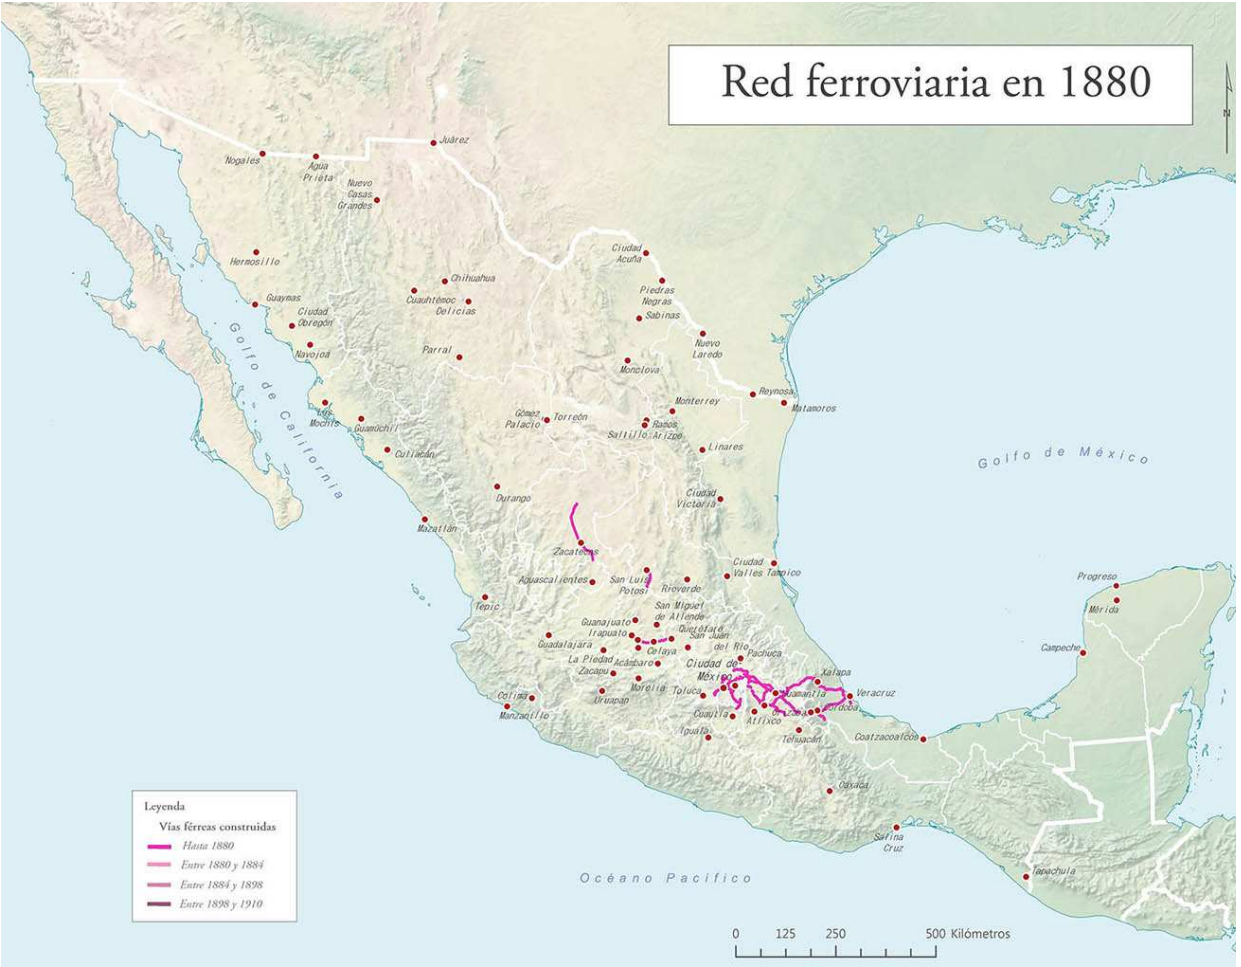 Red ferroviaria en 1880
N
Juárez
Nogales
Agua
Prieta
Nuevo
Casas
Grandes
Hermosillo
Ciudad
Acuña
Chihuahua
Piedras
Negras
Guaymas
Cuauhtémoc
Delicias
Ciudad
Obregón
Sabinas
Navojoa
Nuevo
Laredo
Parral
Monclova
Reynosa
Matamoros
Monterrey
Los
Mochis
Guamúchil
Gómez
Palacio
Torreón
Ramos
Arizpe
Saltillo
Linares
Culiacán
Golfo de California
Golfo de México
Durango
Ciudad
Victoria
Mazatlán
Zacatecas
Ciudad
Valles
Tampico
Aguascalientes
San Luis
Potosí
Rioverde
Progreso
Mérida
Tepic
San Miguel
de Allende
Guanajuato
Irapuato
Querétaro
San Juan
del Río
Guadalajara
Celaya
Campeche
La Piedad
Acámbaro
Ciudad de
México
Pachuca
Zacapu
Xalapa
Morelia
Toluca
Huamantla
Veracruz
Colima
Uruapan
Manzanillo
Cuautla
Atlixco
Orizaba
Córdoba
Iguala
Tehuacán
Coatzacoalcos
Oaxaca
Salina
Cruz
Tapachula
Océano Pacífico
Leyenda
Vías férreas construidas
Hasta 1880
Entre 1880 y 1884
Entre 1884 y 1898
Entre 1898 y 1910
0 125 250 500 Kilómetros